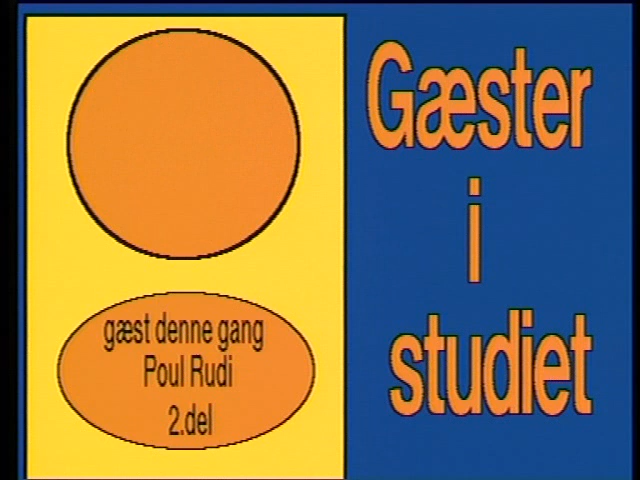 Gæster
i
studiet
gæst denne gang
Poul Rudi
2.del